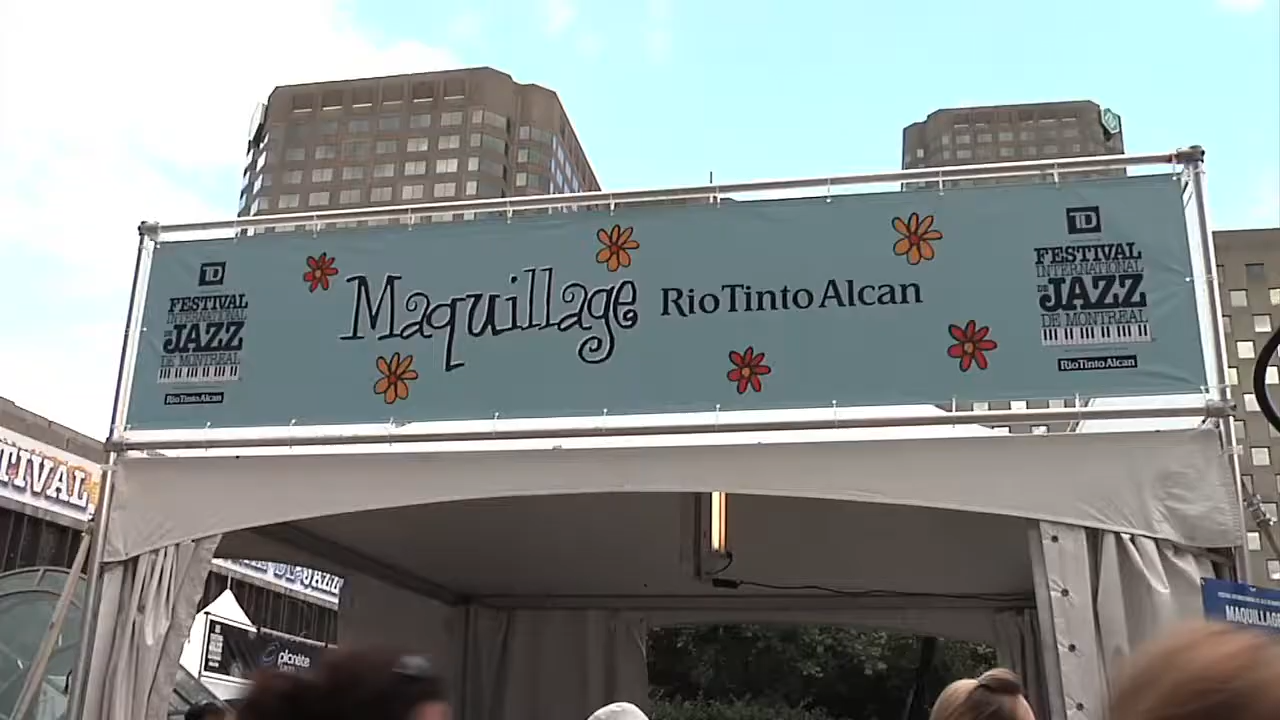 TD
FESTIVAL
INTERNATIONAL
DE JAZZ
DE MONTREAL
RioTintoAlcan
Maquillage RioTintoAlcan
TD
FESTIVAL
INTERNATIONAL
DE JAZZ
DE MONTREAL
RioTintoAlcan
TIVAL
JAZZ
planète
MAQUILLAGE